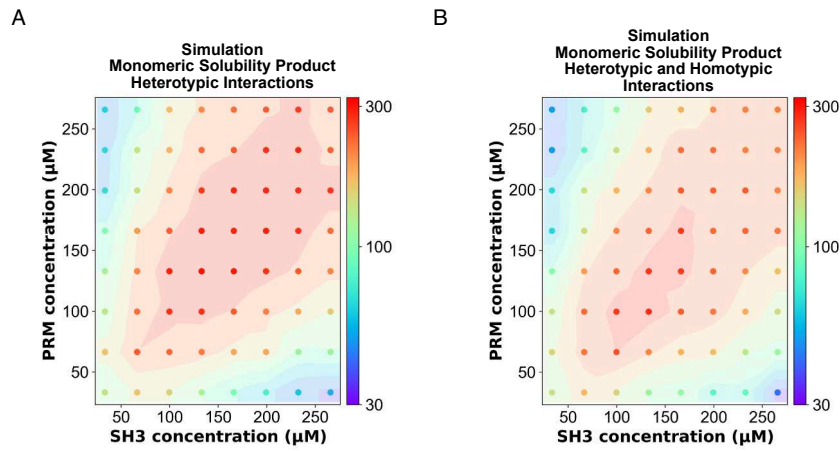 A
Simulation
Monomeric Solubility Product
Heterotypic Interactions
PRM concentration (µM)
250
200
150
100
50
50 100 150 200 250
SH3 concentration (µM)
300
100
30
B
Simulation
Monomeric Solubility Product
Heterotypic and Homotypic
Interactions
PRM concentration (µM)
250
200
150
100
50
50 100 150 200 250
SH3 concentration (µM)
300
100
30